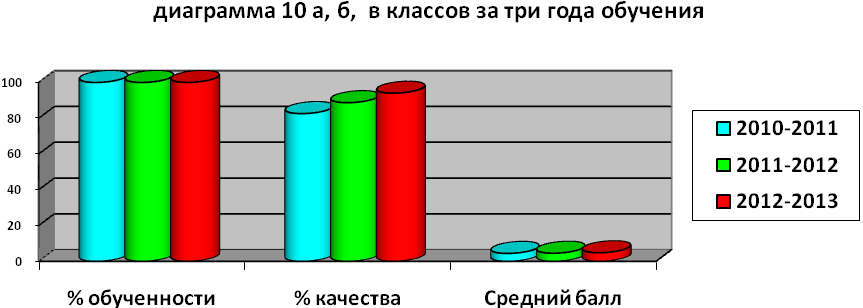 диаграмма 10 а, б, в классов за три года обучения
100
80
60
40
20
0
% обученности
% качества
Средний балл
2010-2011
2011-2012
2012-2013